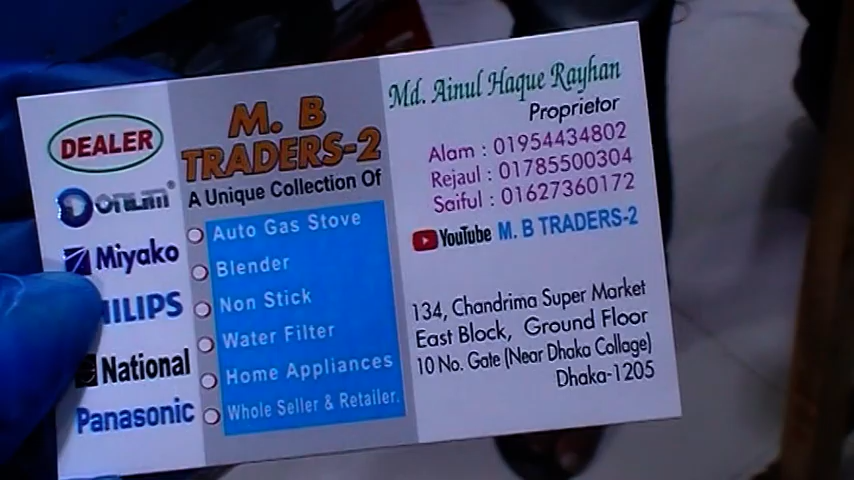 DEALER
Miyako
HILIPS
National
Panasonic
M. B
TRADERS-2
A Unique Collection Of
Auto Gas Stove
Blender
Non Stick
Water Filter
Home Appliances
Whole Seller & Retailer.
Md. Ainul Haque Rayhan
Proprietor
Alam : 01954434802
Rejaul : 01785500304
Saiful : 01627360172
YouTube M. B TRADERS-2
134, Chandrima Super Market
East Block, Ground Floor
10 No. Gate (Near Dhaka Collage)
Dhaka-1205